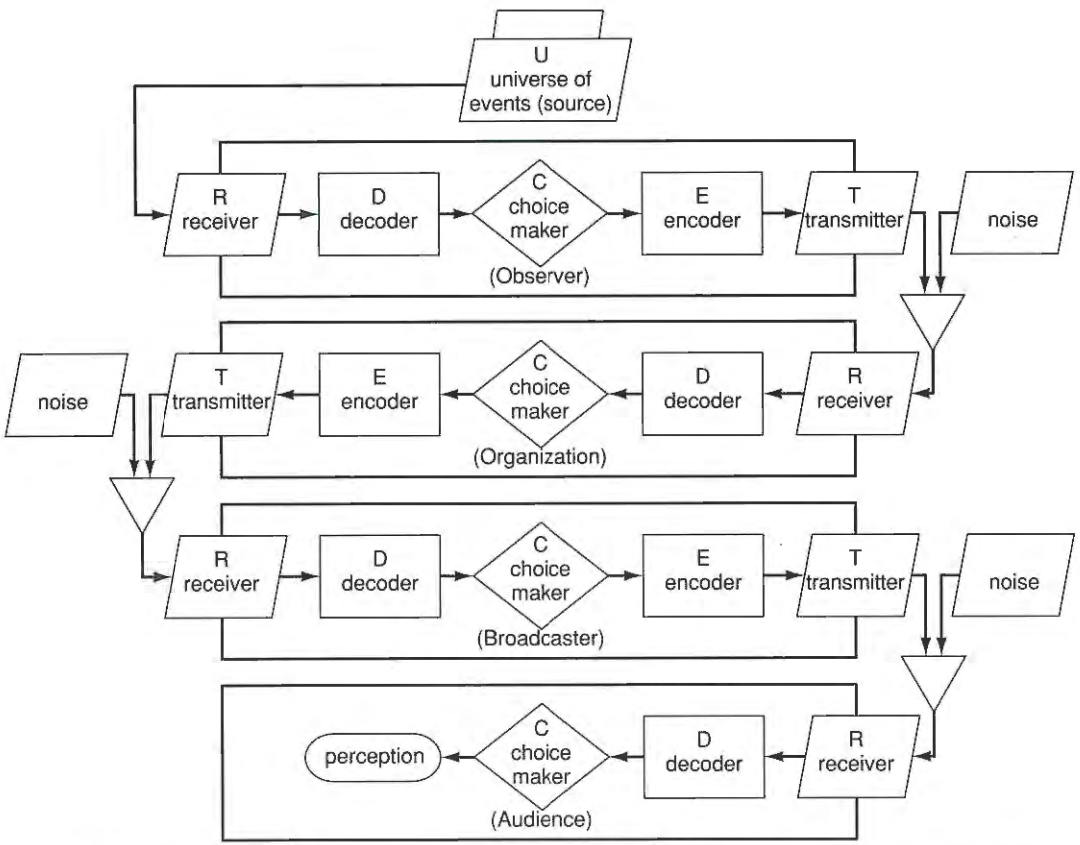 U
universe of
events (source)
R
receiver
D
decoder
C
choice
maker
(Observer)
E
encoder
T
transmitter
noise
noise
T
transmitter
E
encoder
C
choice
maker
(Organization)
D
decoder
R
receiver
R
receiver
D
decoder
C
choice
maker
(Broadcaster)
E
encoder
T
transmitter
noise
perception
C
choice
maker
(Audience)
D
decoder
R
receiver